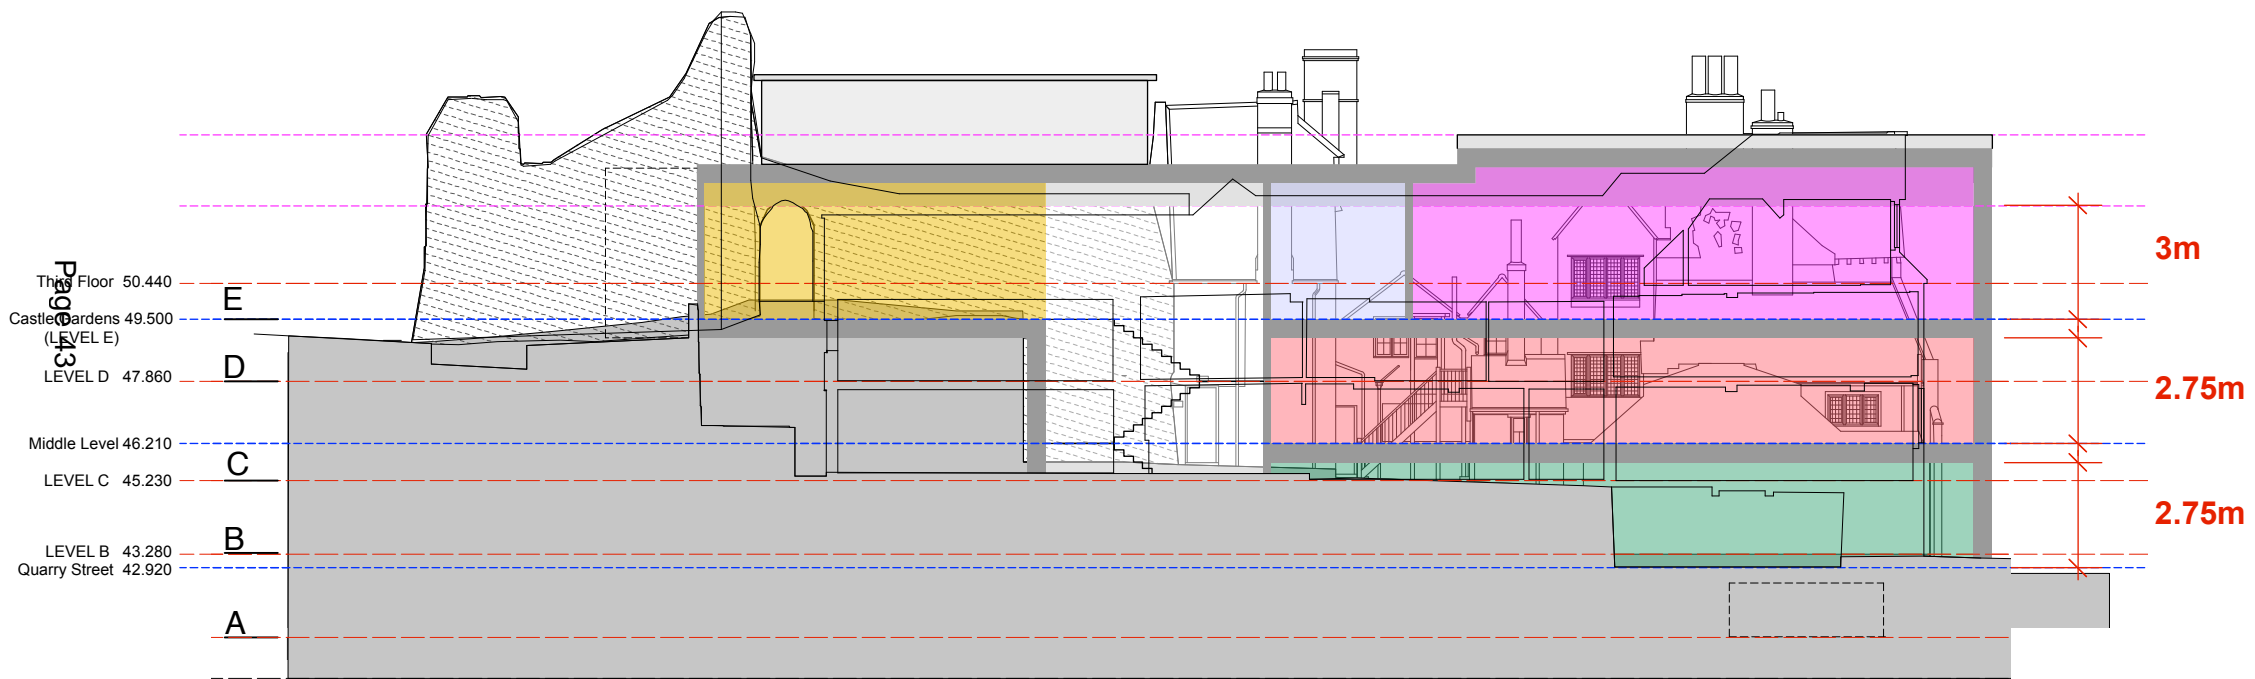 Page 43
Third Floor 50.440
E
Castle Gardens 49.500
(LEVEL E)
D
LEVEL D 47.860
Middle Level 46.210
C
LEVEL C 45.230
B
LEVEL B 43.280
Quarry Street 42.920
A
3m
2.75m
2.75m